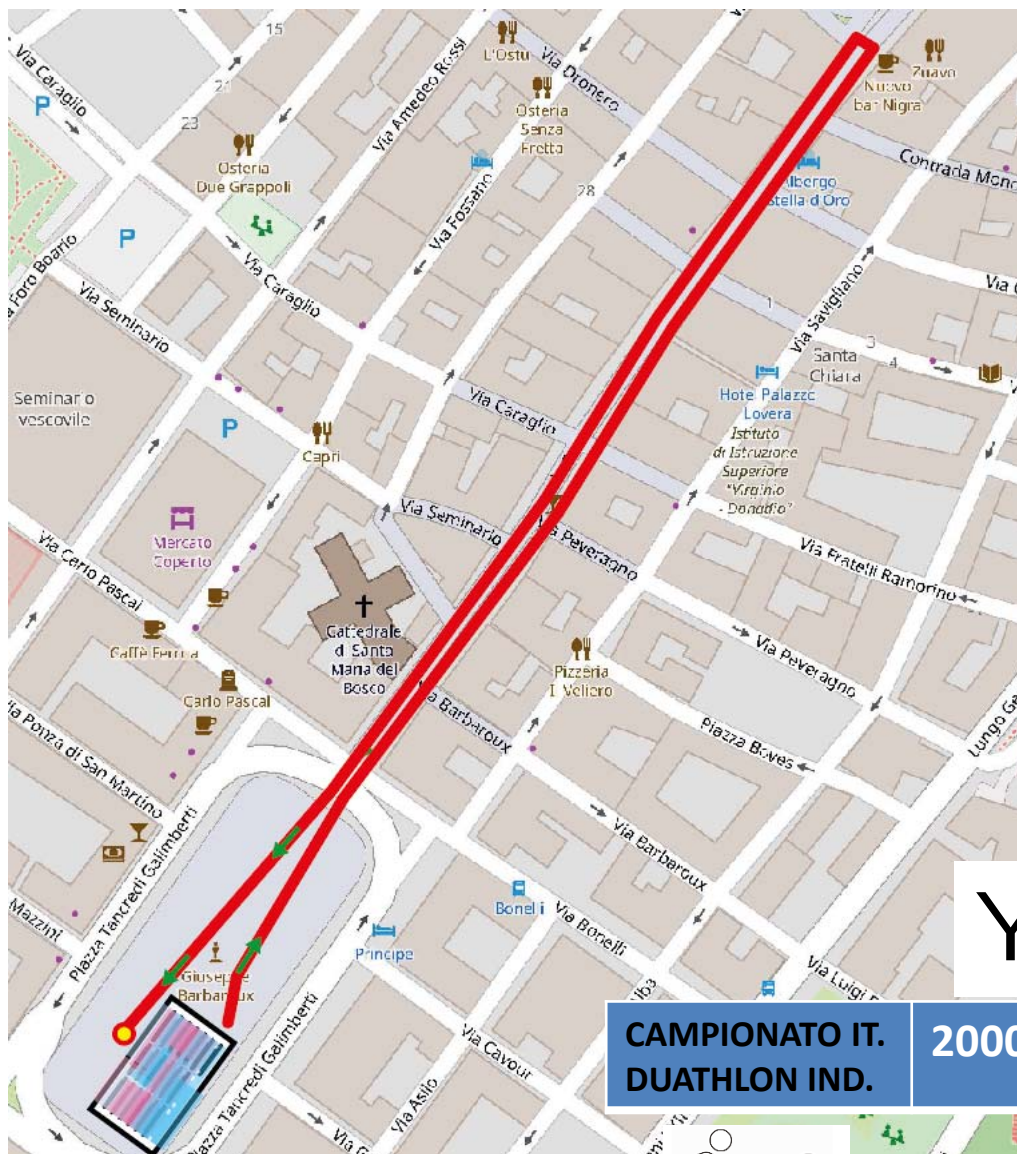 15
Via Caraglio
21
23
Via Amedeo Rossi
L'Ostu
Via Dronero
Zuavo
Nuovo
bar Nigra
Osteria
Senza
Fretta
Osteria
Due Grappoli
Via Fossano
28
Albergo
Stella d'Oro
Contrada Mond
Foro Boario
Via Seminario
Via Caraglio
1
Via Savigliano
3
4
Santa
Chiara
Seminario
vescovile
Capri
Via Caraglio
Hotel Palazzo
Lovera
Istituto
di Istruzione
Superiore
"Virginio
- Donadio"
Mercato
Coperto
Via Seminario
Via Peveragno
Via Fratelli Ramorino
Via Carlo Pascal
Caffè Ferrua
Cattedrale
di Santa
Maria del
Bosco
Carlo Pascal
Pizzeria
Il Veliero
Via Peveragno
Via Barbaroux
Piazza Boves
Lungo Ge
Ponza di San Martino
Piazza Tancredi Galimberti
Via Barbaroux
Mazzini
Bonelli
Via Bonelli
Principe
Giuseppe
Barbaroux
Via Luigi
Y
CAMPIONATO IT.
DUATHLON IND.
2000
Via Cavour
Via Asilo
Piazza Tancredi Galimberti